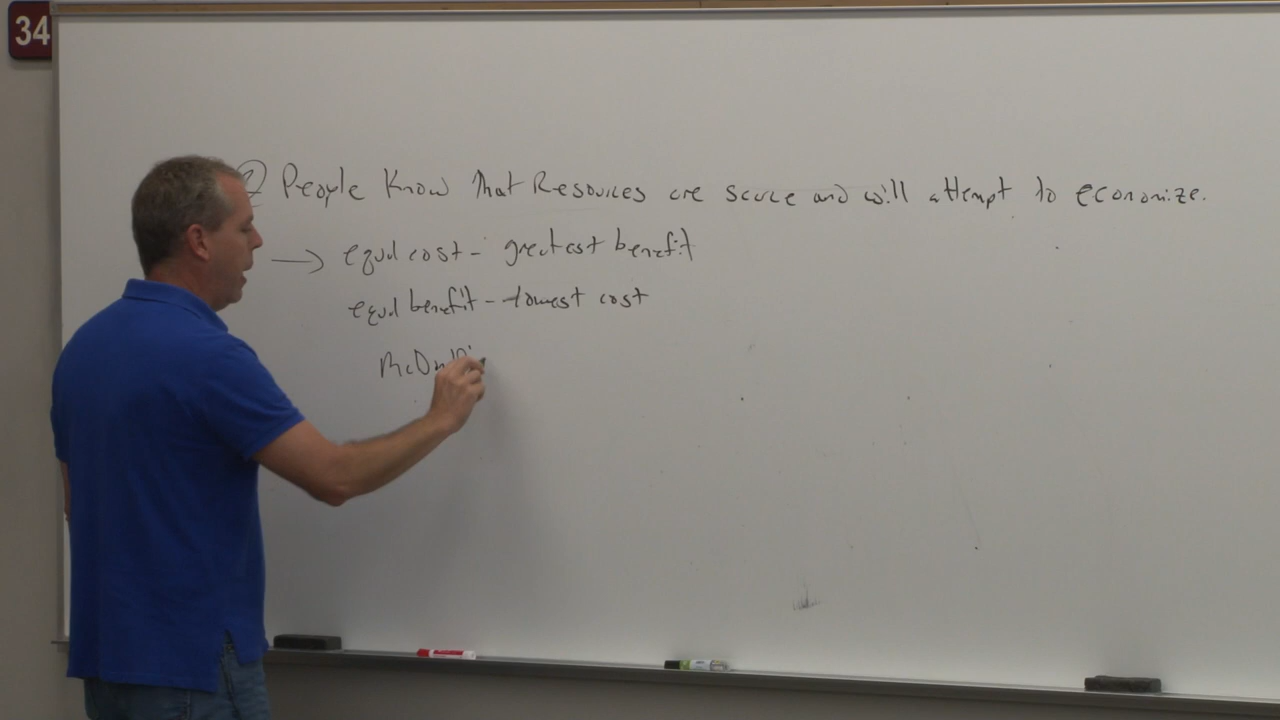 34
② People Know That Resources are scarce and will attempt to economize.
→ equal cost - greatest benefit
equal benefit - lowest cost